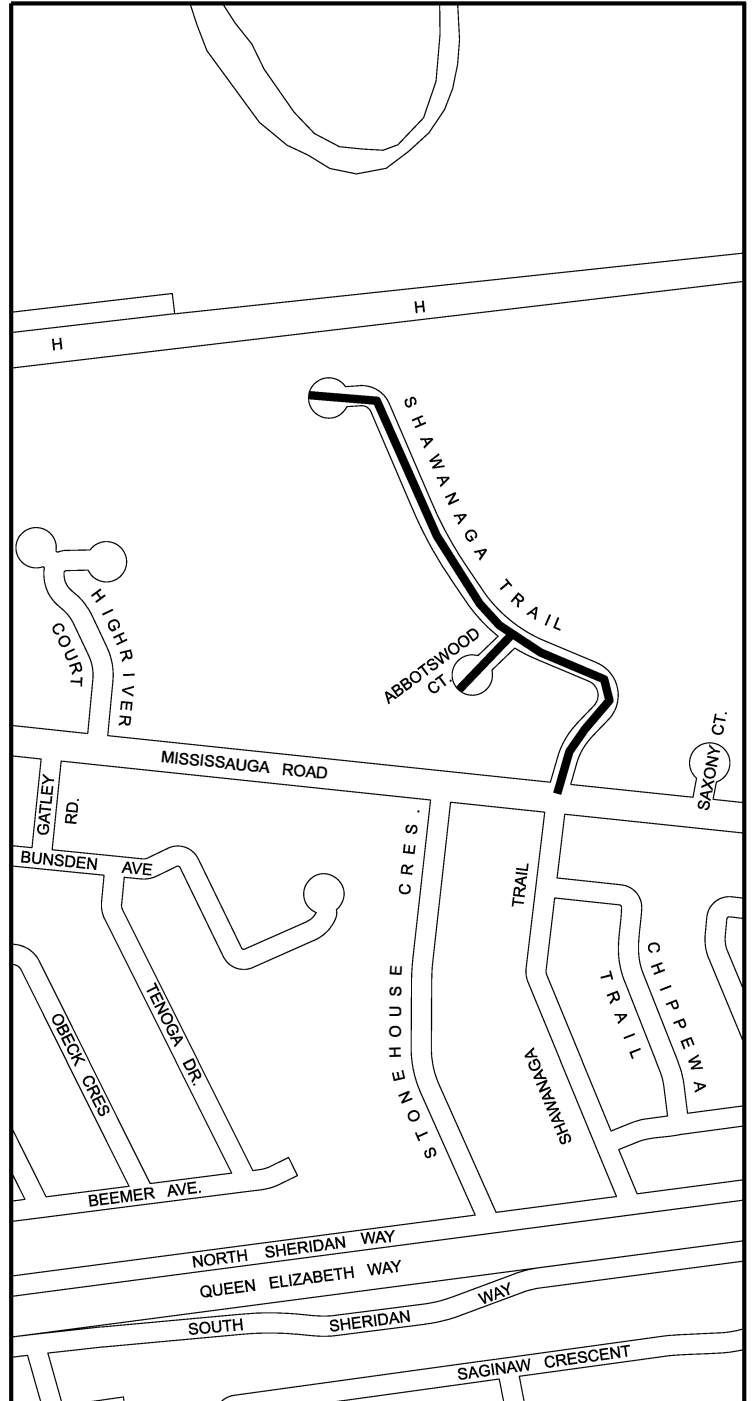 H
H
SHAWANAGA TRAIL
HIGHRIVER
COURT
ABBOTSWOOD
CT.
MISSISSAUGA ROAD
SAXONY CT.
GATLEY
RD.
BUNSDEN AVE
STONEHOUSE CRES.
TRAIL
SHAWANAGA
CHIPPEWA
TRAIL
TENOGA DR.
OBECK CRES
BEEMER AVE.
NORTH SHERIDAN WAY
QUEEN ELIZABETH WAY
SOUTH SHERIDAN WAY
SAGINAW CRESCENT